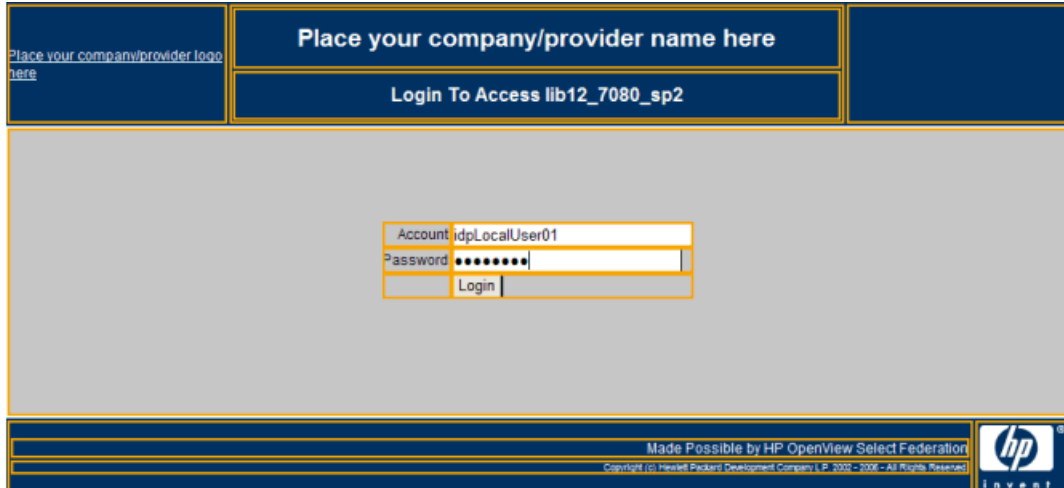 Place your company/provider logo
here
Place your company/provider name here
Login To Access lib12_7080_sp2
Account idpLocalUser01
Password ••••••••
Login
Made Possible by HP OpenView Select Federation
Copyright (c) Hewlett Packard Development Company L.P. 2002 - 2006 - All Rights Reserved
hp ®
invent